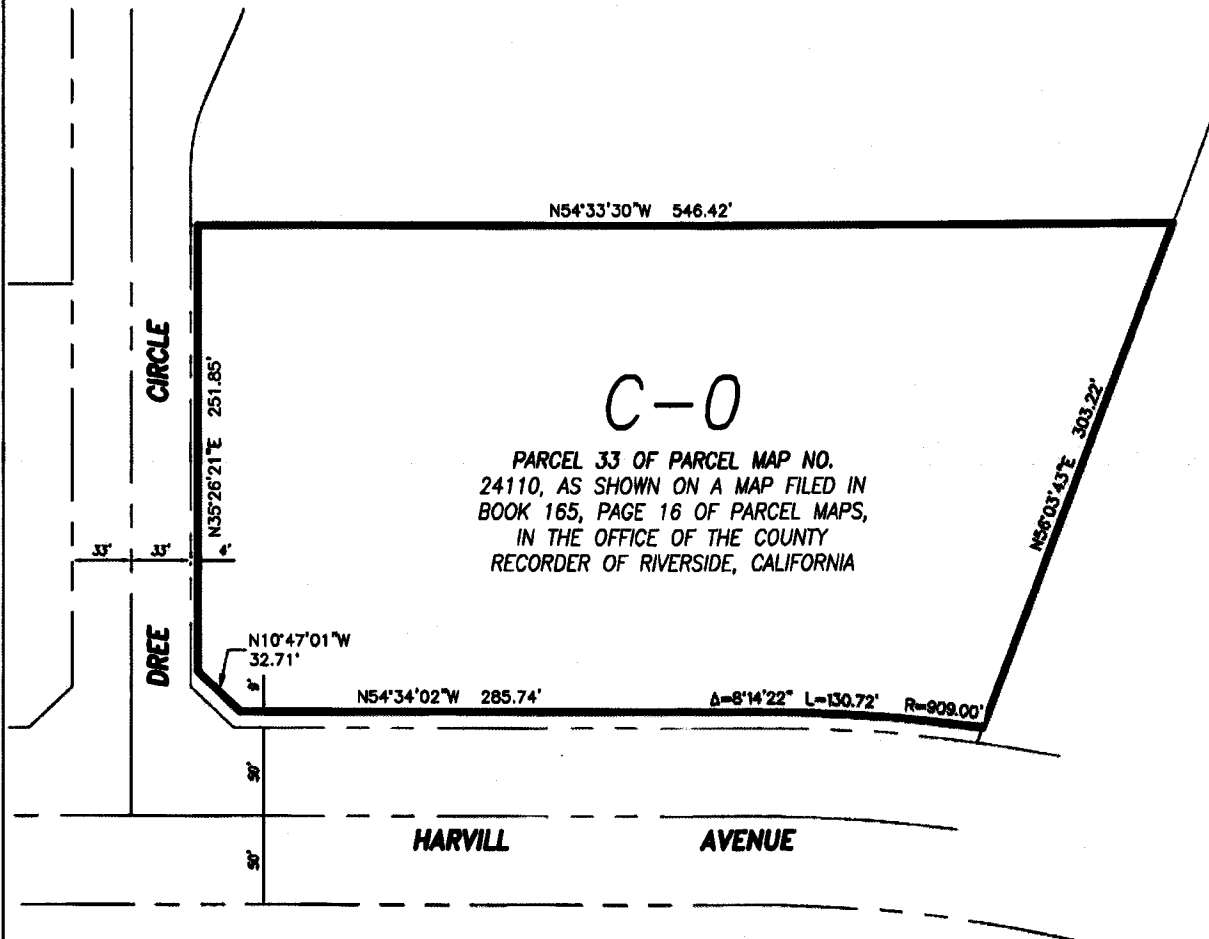 N54°33'30"W 546.42'
CIRCLE
N35°26'21"E 251.85'
C-O
PARCEL 33 OF PARCEL MAP NO.
24110, AS SHOWN ON A MAP FILED IN
BOOK 165, PAGE 16 OF PARCEL MAPS,
IN THE OFFICE OF THE COUNTY
RECORDER OF RIVERSIDE, CALIFORNIA
N56°03'43"E 303.22'
33' 33' 4'
DREE
N10°47'01"W
32.71'
N54°34'02"W 285.74' Δ=8°14'22" L=130.72' R=909.00'
50'
HARVILL AVENUE
50'